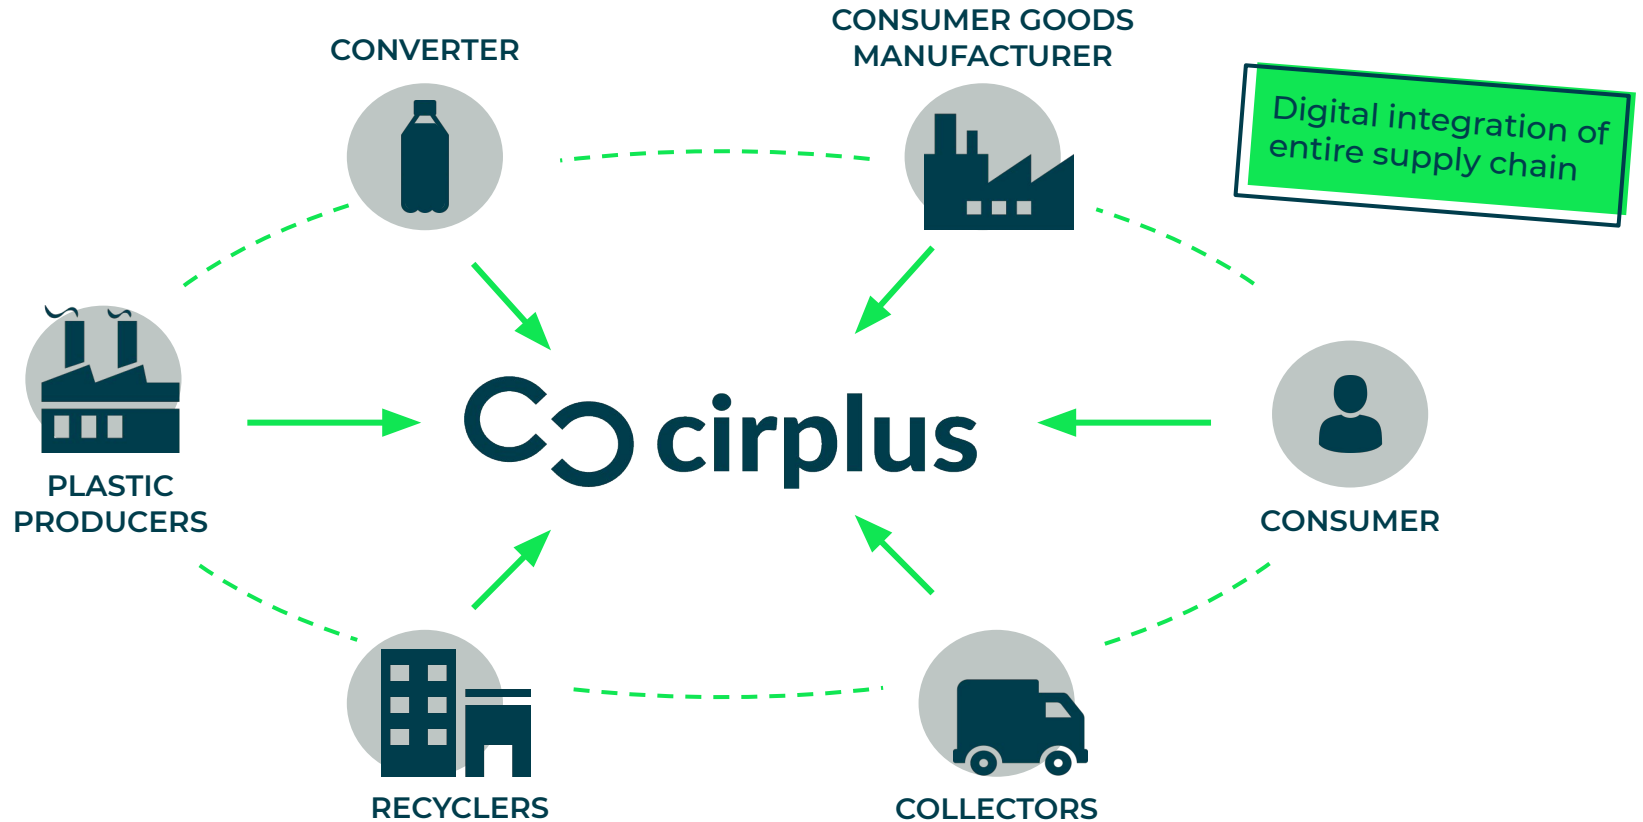 CONVERTER
CONSUMER GOODS
MANUFACTURER
Digital integration of
entire supply chain
PLASTIC
PRODUCERS
cirplus
CONSUMER
RECYCLERS
COLLECTORS